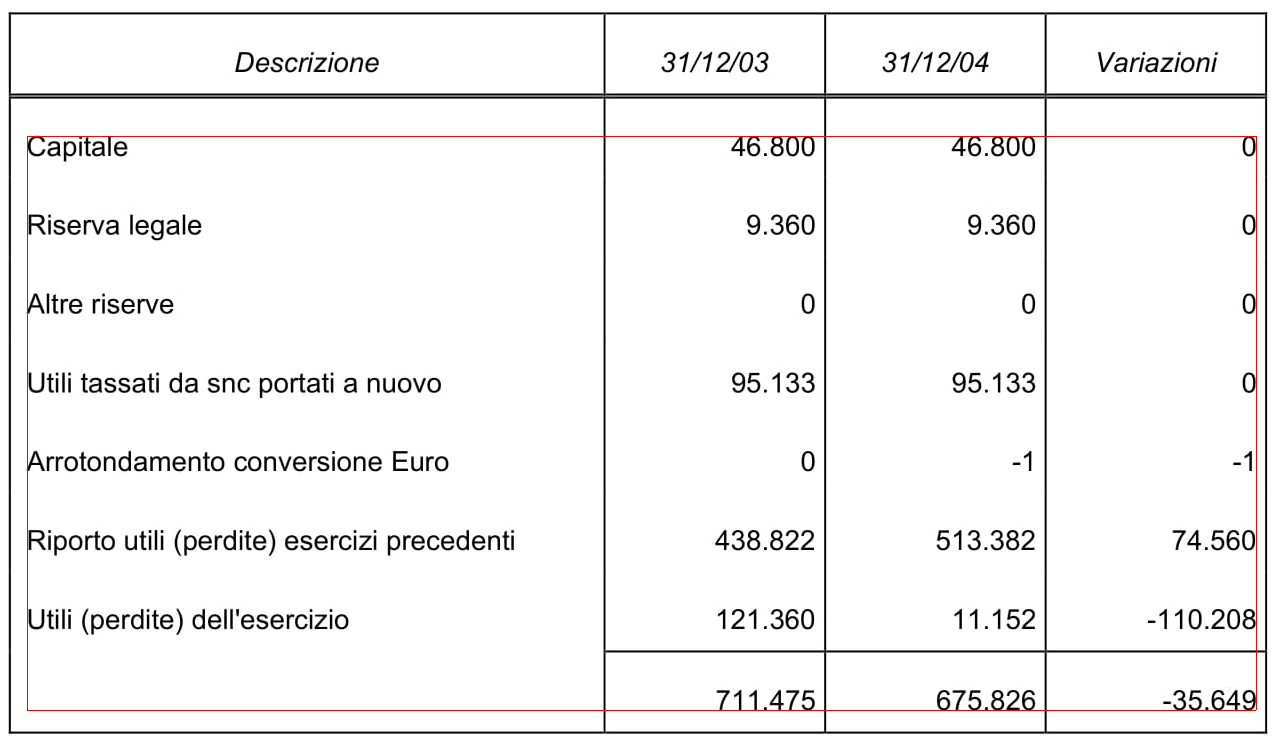 Descrizione 31/12/03 31/12/04 Variazioni
Capitale 46.800 46.800 0
Riserva legale 9.360 9.360 0
Altre riserve 0 0 0
Utili tassati da snc portati a nuovo 95.133 95.133 0
Arrotondamento conversione Euro 0 -1 -1
Riporto utili (perdite) esercizi precedenti 438.822 513.382 74.560
Utili (perdite) dell'esercizio 121.360 11.152 -110.208
711.475 675.826 -35.649